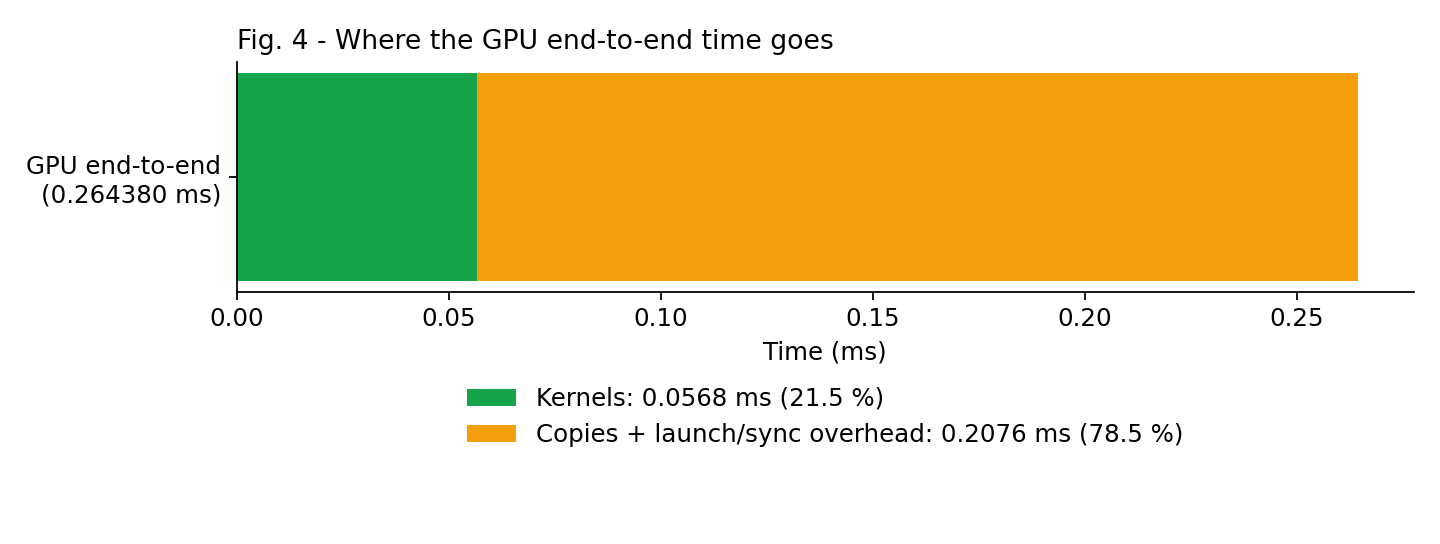 Fig. 4 - Where the GPU end-to-end time goes
GPU end-to-end
(0.264380 ms)
0.00
0.05
0.10
0.15
0.20
0.25
Time (ms)
Kernels: 0.0568 ms (21.5 %)
Copies + launch/sync overhead: 0.2076 ms (78.5 %)